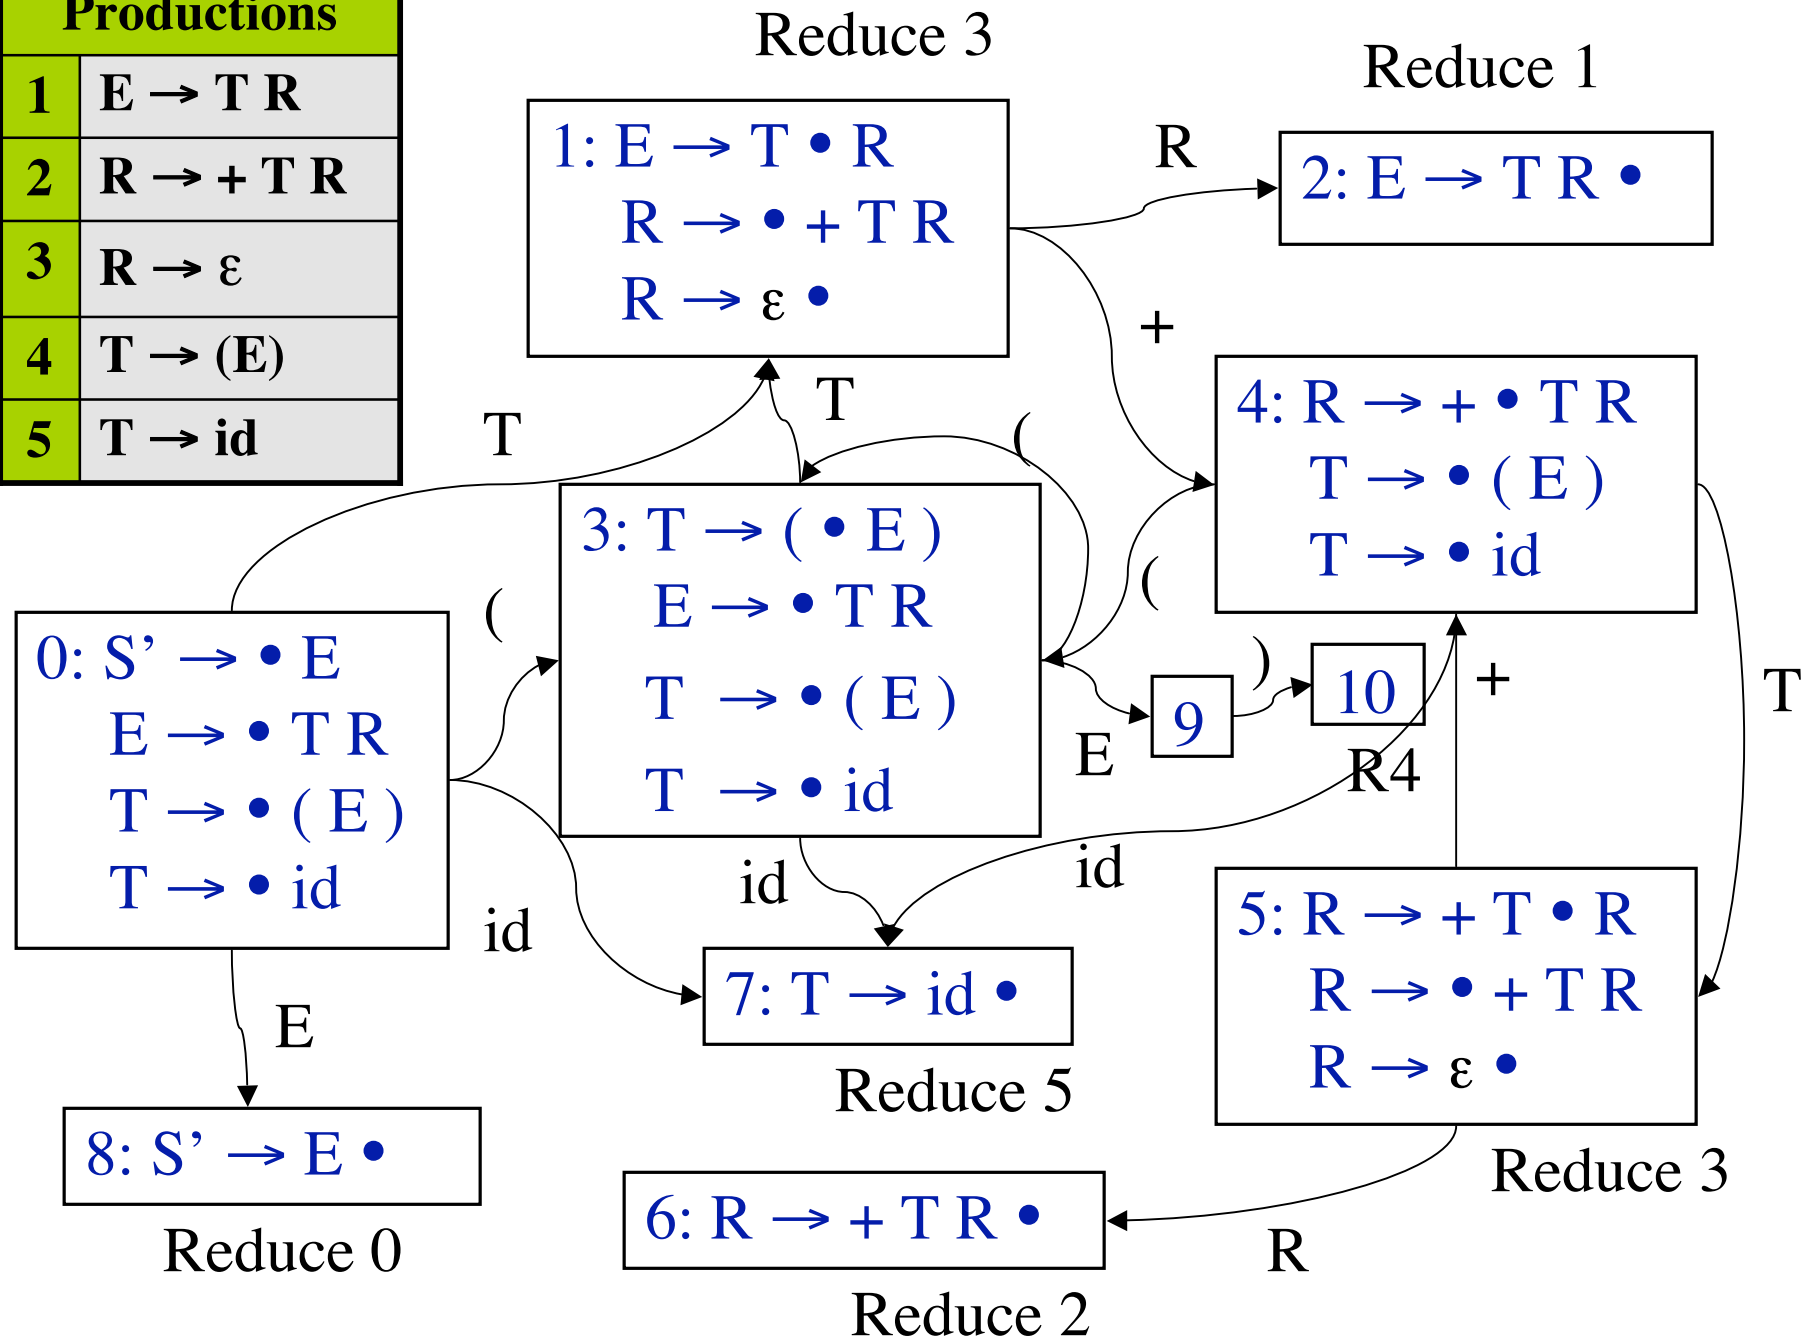 Productions
1 E → T R
2 R → + T R
3 R → ε
4 T → (E)
5 T → id
Reduce 3
1: E → T • R
R → • + T R
R → ε •
Reduce 1
R
2: E → T R •
+
T
T
(
4: R → + • T R
T → • ( E )
T → • id
3: T → ( • E )
E → • T R
T → • ( E )
T → • id
(
(
0: S’ → • E
E → • T R
T → • ( E )
T → • id
)
9
10
E
R4
+
T
id
id
id
5: R → + T • R
R → • + T R
R → ε •
7: T → id •
Reduce 5
E
8: S’ → E •
Reduce 0
6: R → + T R •
Reduce 2
Reduce 3
R